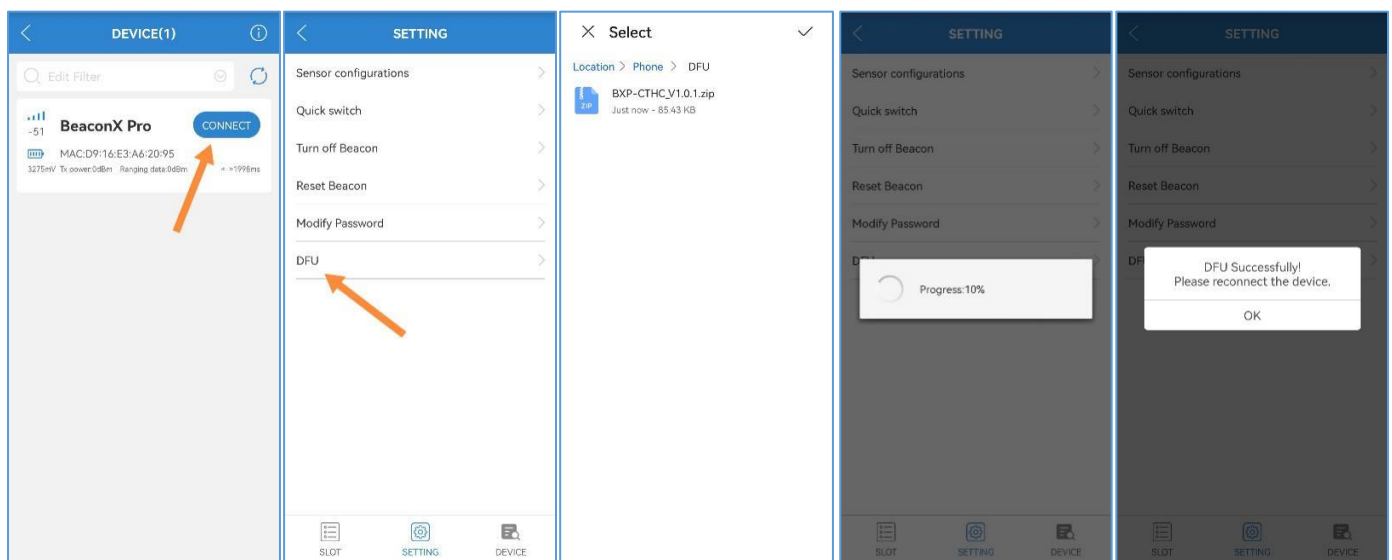 DEVICE(1)
Edit Filter
-51
BeaconX Pro
CONNECT
MAC:D9:16:E3:A6:20:95
3275mV Tx power:0dBm Ranging data:0dBm 1998ms
SETTING
Sensor configurations
Quick switch
Turn off Beacon
Reset Beacon
Modify Password
DFU
SLOT SETTING DEVICE
Select
Location > Phone > DFU
ZIP
BXP-CTHC_V1.0.1.zip
Just now - 85.43 KB
SETTING
Sensor configurations
Quick switch
Turn off Beacon
Reset Beacon
Modify Password
Progress:10%
SLOT SETTING DEVICE
SETTING
Sensor configurations
Quick switch
Turn off Beacon
Reset Beacon
Modify Password
DFU Successfully!
Please reconnect the device.
OK
SLOT SETTING DEVICE